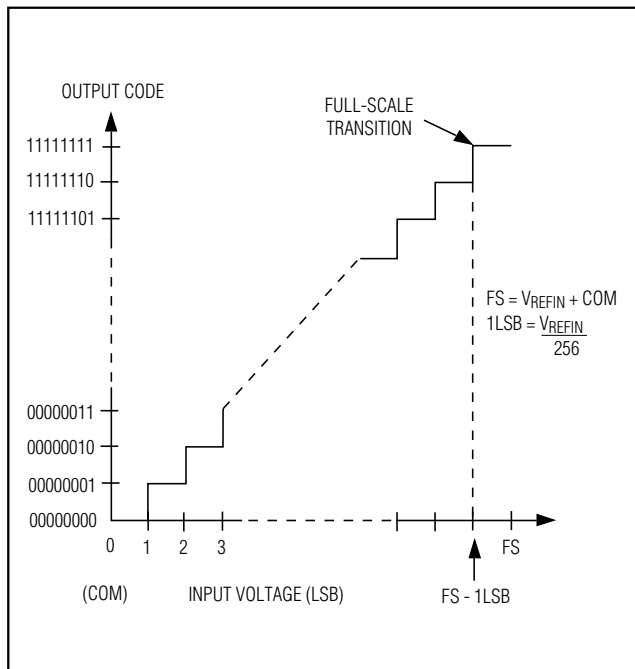 OUTPUT CODE
FULL-SCALE
TRANSITION
11111111
11111110
11111101
FS = VREFIN + COM
1LSB = VREFIN
256
00000011
00000010
00000001
00000000
0 1 2 3 FS
(COM) INPUT VOLTAGE (LSB) FS - 1LSB